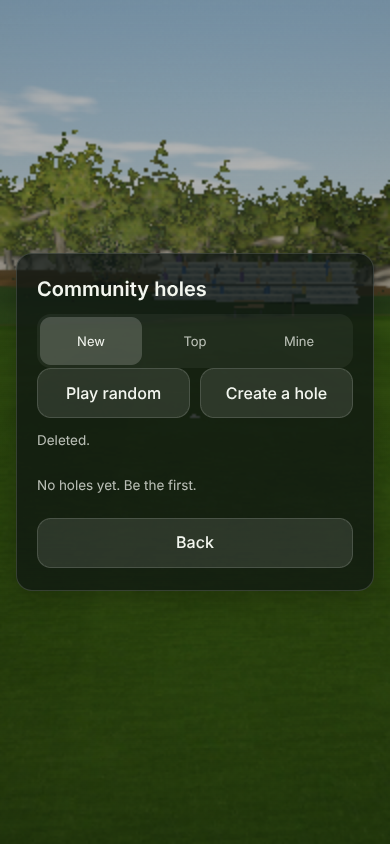 Community holes
New Top Mine
Play random Create a hole
Deleted.
No holes yet. Be the first.
Back